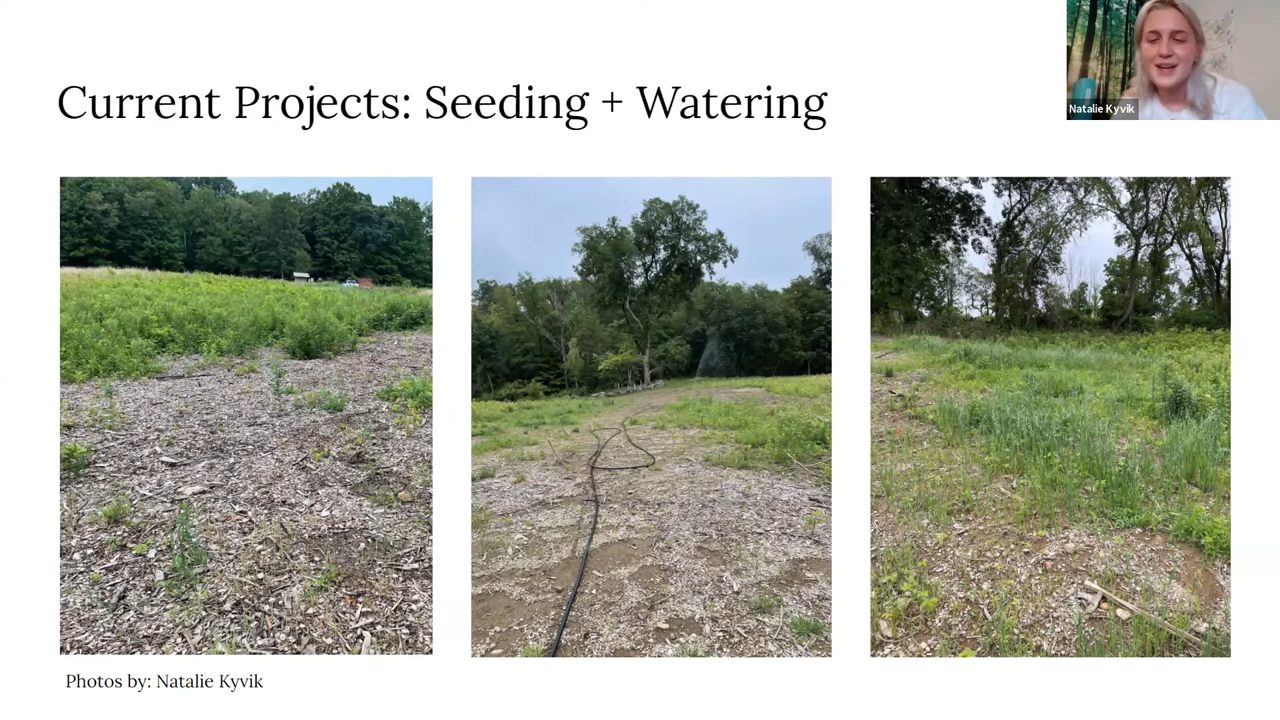 Current Projects: Seeding + Watering
Natalie Kyvik
Photos by: Natalie Kyvik